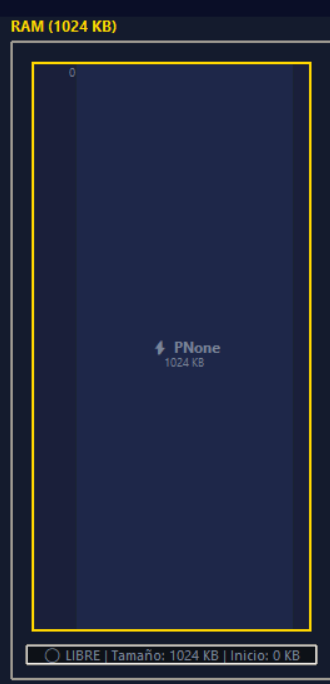 RAM (1024 KB)
0
⚡ PNone
1024 KB
◯ LIBRE | Tamaño: 1024 KB | Inicio: 0 KB